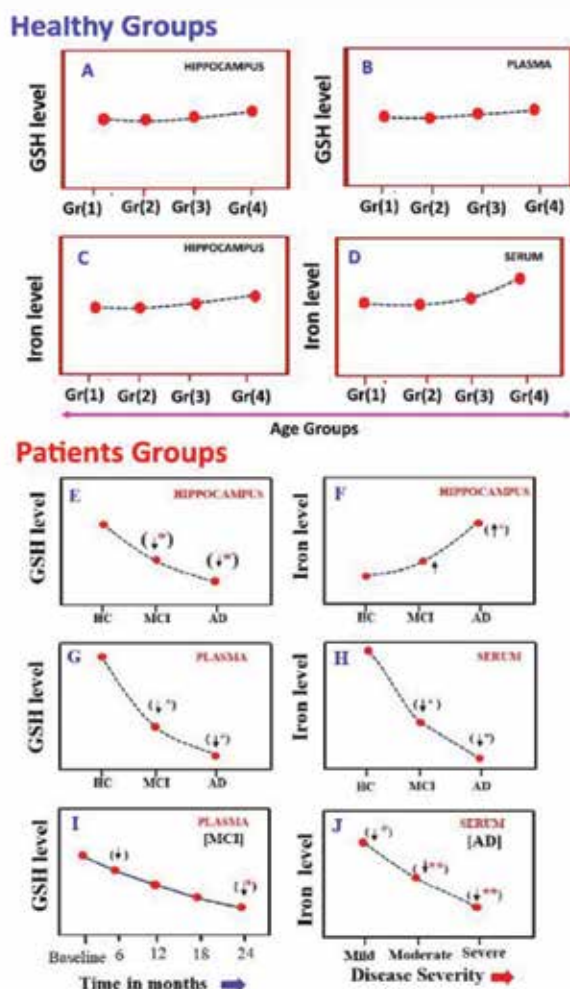 Healthy Groups
A
HIPPOCAMPUS
GSH level
Gr(1) Gr(2) Gr(3) Gr(4)
B
PLASMA
GSH level
Gr(1) Gr(2) Gr(3) Gr(4)
C
HIPPOCAMPUS
Iron level
Gr(1) Gr(2) Gr(3) Gr(4)
D
SERUM
Iron level
Gr(1) Gr(2) Gr(3) Gr(4)
Age Groups
Patients Groups
E
HIPPOCAMPUS
GSH level
(↓*)
(↓*)
HC MCI AD
F
HIPPOCAMPUS
Iron level
↑
(↑*)
HC MCI AD
G
PLASMA
GSH level
(↓*)
(↓*)
HC MCI AD
H
SERUM
Iron level
(↓*)
(↓*)
HC MCI AD
I
PLASMA
[MCI]
GSH level
(↓)
(↓*)
Baseline 6 12 18 24
Time in months
J
SERUM
[AD]
Iron level
(↓*)
(↓**)
(↓**)
Mild Moderate Severe
Disease Severity